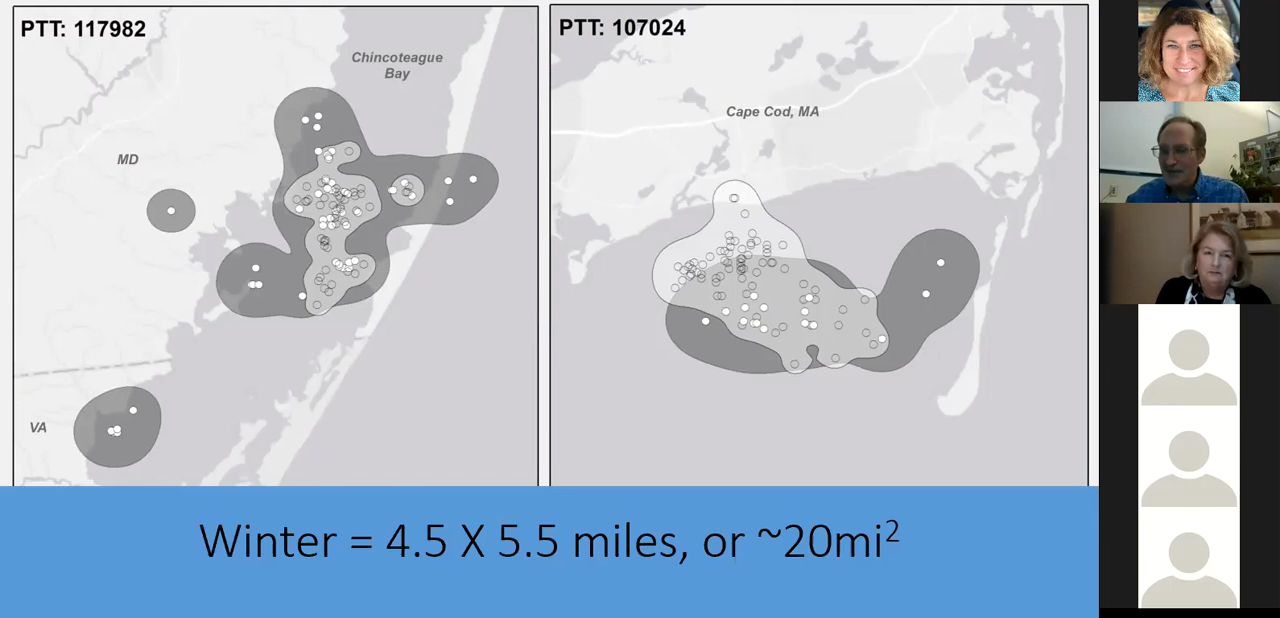 PTT: 117982
Chincoteague
Bay
MD
VA
PTT: 107024
Cape Cod, MA
Winter = 4.5 X 5.5 miles, or ~20mi²